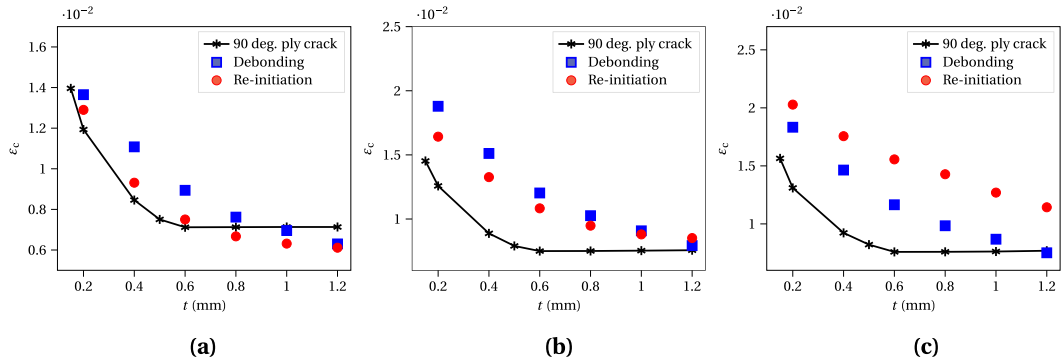 ·10⁻²
1.6
1.4
1.2
1
0.8
0.6
εc
90 deg. ply crack
Debonding
Re-initiation
0.2 0.4 0.6 0.8 1 1.2
t (mm)
(a)
·10⁻²
2.5
2
1.5
1
εc
90 deg. ply crack
Debonding
Re-initiation
0.2 0.4 0.6 0.8 1 1.2
t (mm)
(b)
·10⁻²
2.5
2
1.5
1
εc
90 deg. ply crack
Debonding
Re-initiation
0.2 0.4 0.6 0.8 1 1.2
t (mm)
(c)